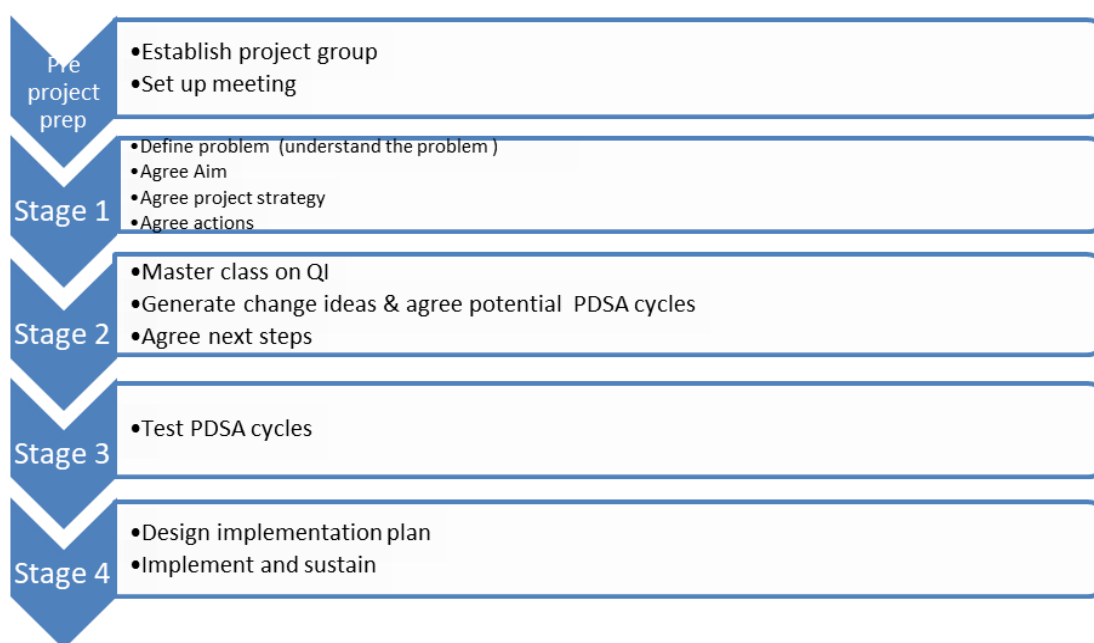 Pre
project
prep
•Establish project group
•Set up meeting
Stage 1
•Define problem (understand the problem )
•Agree Aim
•Agree project strategy
•Agree actions
Stage 2
•Master class on QI
•Generate change ideas & agree potential PDSA cycles
•Agree next steps
Stage 3
•Test PDSA cycles
Stage 4
•Design implementation plan
•Implement and sustain